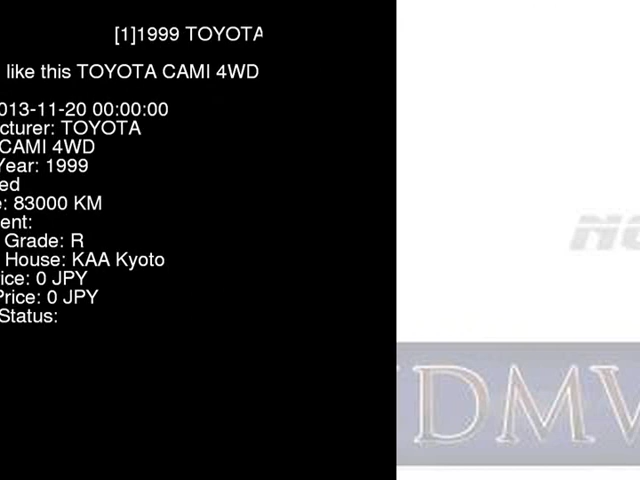 [1]1999 TOYOTA
like this TOYOTA CAMI 4WD
013-11-20 00:00:00
cturer: TOYOTA
CAMI 4WD
Year: 1999
ed
e: 83000 KM
ent:
Grade: R
House: KAA Kyoto
ice: 0 JPY
Price: 0 JPY
Status:
NO
DMV